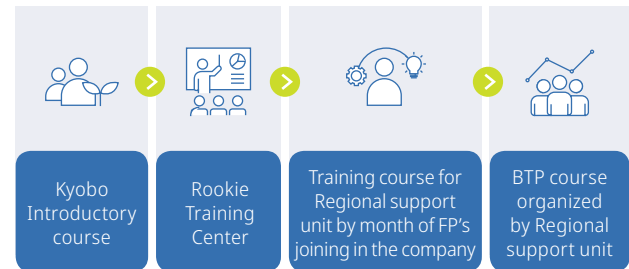 Kyobo
Introductory
course
Rookie
Training
Center
Training course for
Regional support
unit by month of FP's
joining in the company
BTP course
organized
by Regional
support unit